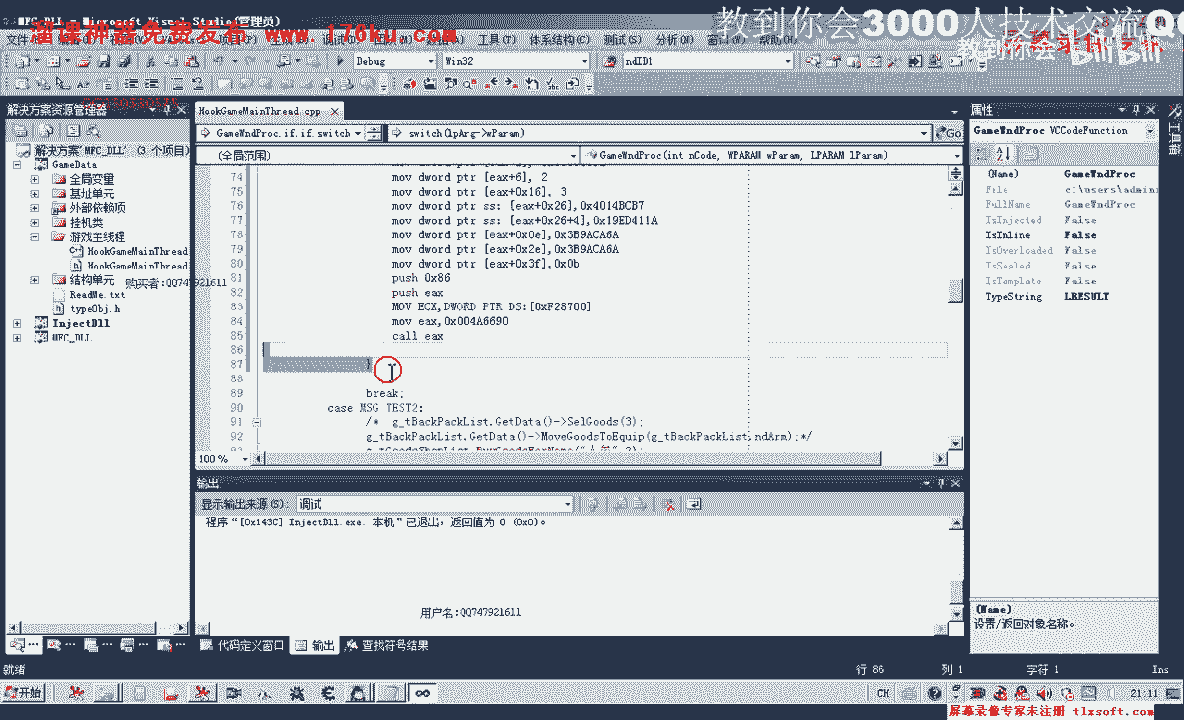 MFC_DLL - Microsoft Visual Studio(管理员)
溜课神器免费发布 www.176ku.com
教到你会3000人技术交流QQ
教到你会
工具(T) 体系结构(C) 测试(S) 分析(N) 窗口(W) 帮助(H)
Debug
Win32
ndID1
解决方案资源管理器
解决方案"MFC_DLL" (3 个项目)
GameData
全局变量
基址单元
外部依赖项
挂机类
游戏主线程
HookGameMainThread
HookGameMainThread
结构单元
ReadMe.txt
typeObj.h
InjectDll
MFC_DLL
购买者:QQ747921611
HookGameMainThread.cpp
GameWndProc.if.if.switch
switch(lpArg->wParam)
Go
(全局范围)
GameWndProc(int nCode, WPARAM wParam, LPARAM lParam)
74 mov dword ptr [eax+6], 2
75 mov dword ptr [eax+0x16], 3
76 mov dword ptr ss: [eax+0x26],0x4014BCB7
77 mov dword ptr ss: [eax+0x26+4],0x19ED411A
78 mov dword ptr [eax+0x0e],0x3B9ACA6A
79 mov dword ptr [eax+0x2e],0x3B9ACA6A
80 mov dword ptr [eax+0x3f],0x0b
81 push 0x86
82 push eax
83 MOV ECX,DWORD PTR DS:[0xF28700]
84 mov eax,0x004A6690
85 call eax
86
87 }
88
89 break;
90 case MSG_TEST2:
91 /* g_tBackPackList.GetData()->SelGoods(3);
92 g_tBackPackList.GetData()->MoveGoodsToEquip(g_tBackPackList.ndArm);*/
100 %
输出
显示输出来源(S): 调试
程序“[0x143C] InjectDll.exe: 本机”已退出，返回值为 0 (0x0)。
用户名:QQ747921611
代码定义窗口 输出 查找符号结果
属性
GameWndProc VCCodeFunction
(Name) GameWndProc
File c:\users\admini
FullName GameWndProc
IsInjected False
IsInline False
IsOverloaded False
IsSealed False
IsTemplate False
TypeString LRESULT
(Name)
设置/返回对象名称。
工具箱
就绪
行 86
列 1
字符 1
Ins
开始
CH
21:11
屏幕录像专家未注册 tlxsoft.com